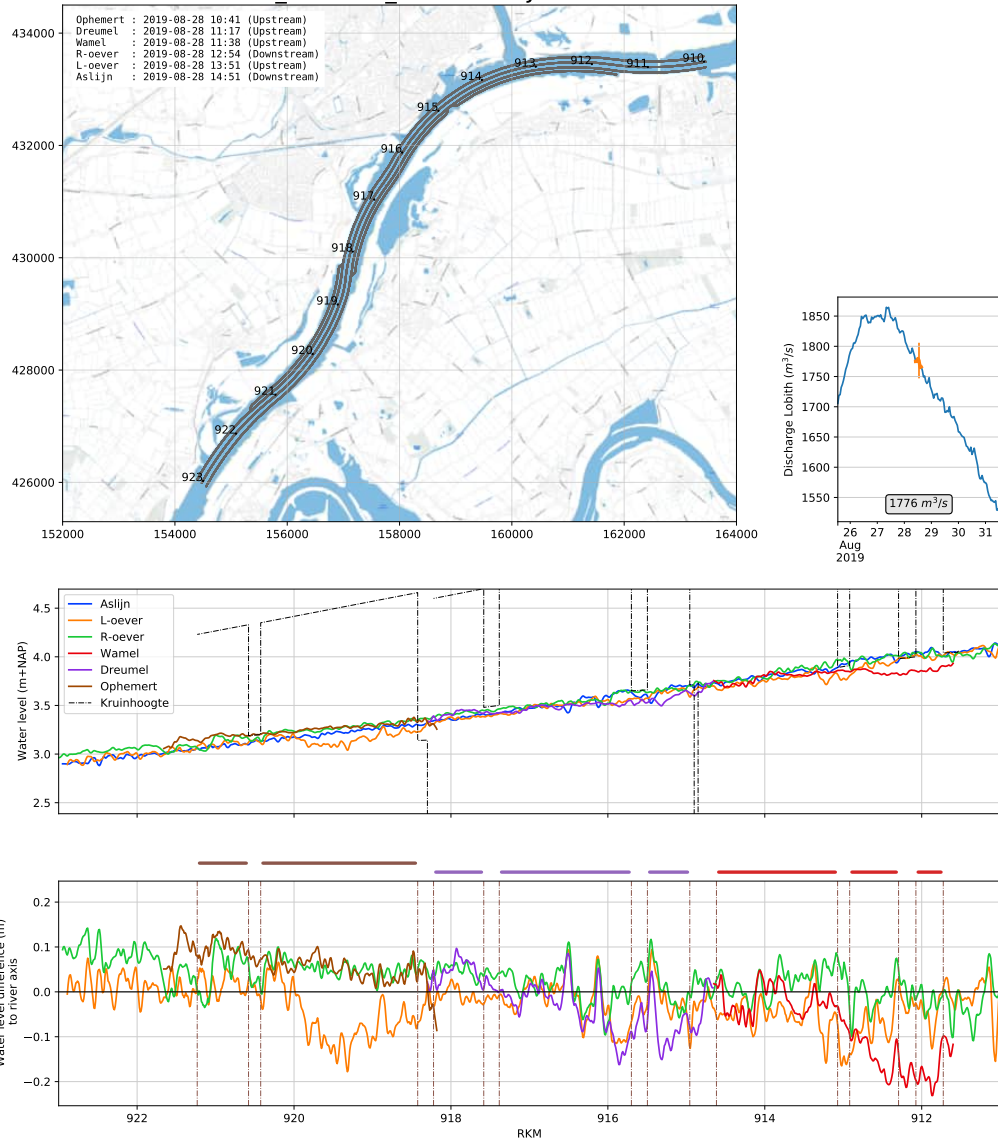 Ophemert : 2019-08-28 10:41 (Upstream)
Dreumel : 2019-08-28 11:17 (Upstream)
Wamel : 2019-08-28 11:38 (Upstream)
R-oever : 2019-08-28 12:54 (Downstream)
L-oever : 2019-08-28 13:51 (Upstream)
Aslijn : 2019-08-28 14:51 (Downstream)
434000
432000
430000
428000
426000
152000 154000 156000 158000 160000 162000 164000
910
911
912
913
914
915
916
917
918
919
920
921
922
923
Discharge Lobith (m³/s)
1850
1800
1750
1700
1650
1600
1550
1776 m³/s
26 27 28 29 30 31
Aug
2019
Water level (m+NAP)
4.5
4.0
3.5
3.0
2.5
Aslijn
L-oever
R-oever
Wamel
Dreumel
Ophemert
Kruinhoogte
level difference (m)
to river axis
0.2
0.1
0.0
−0.1
−0.2
922 920 918 916 914 912
RKM